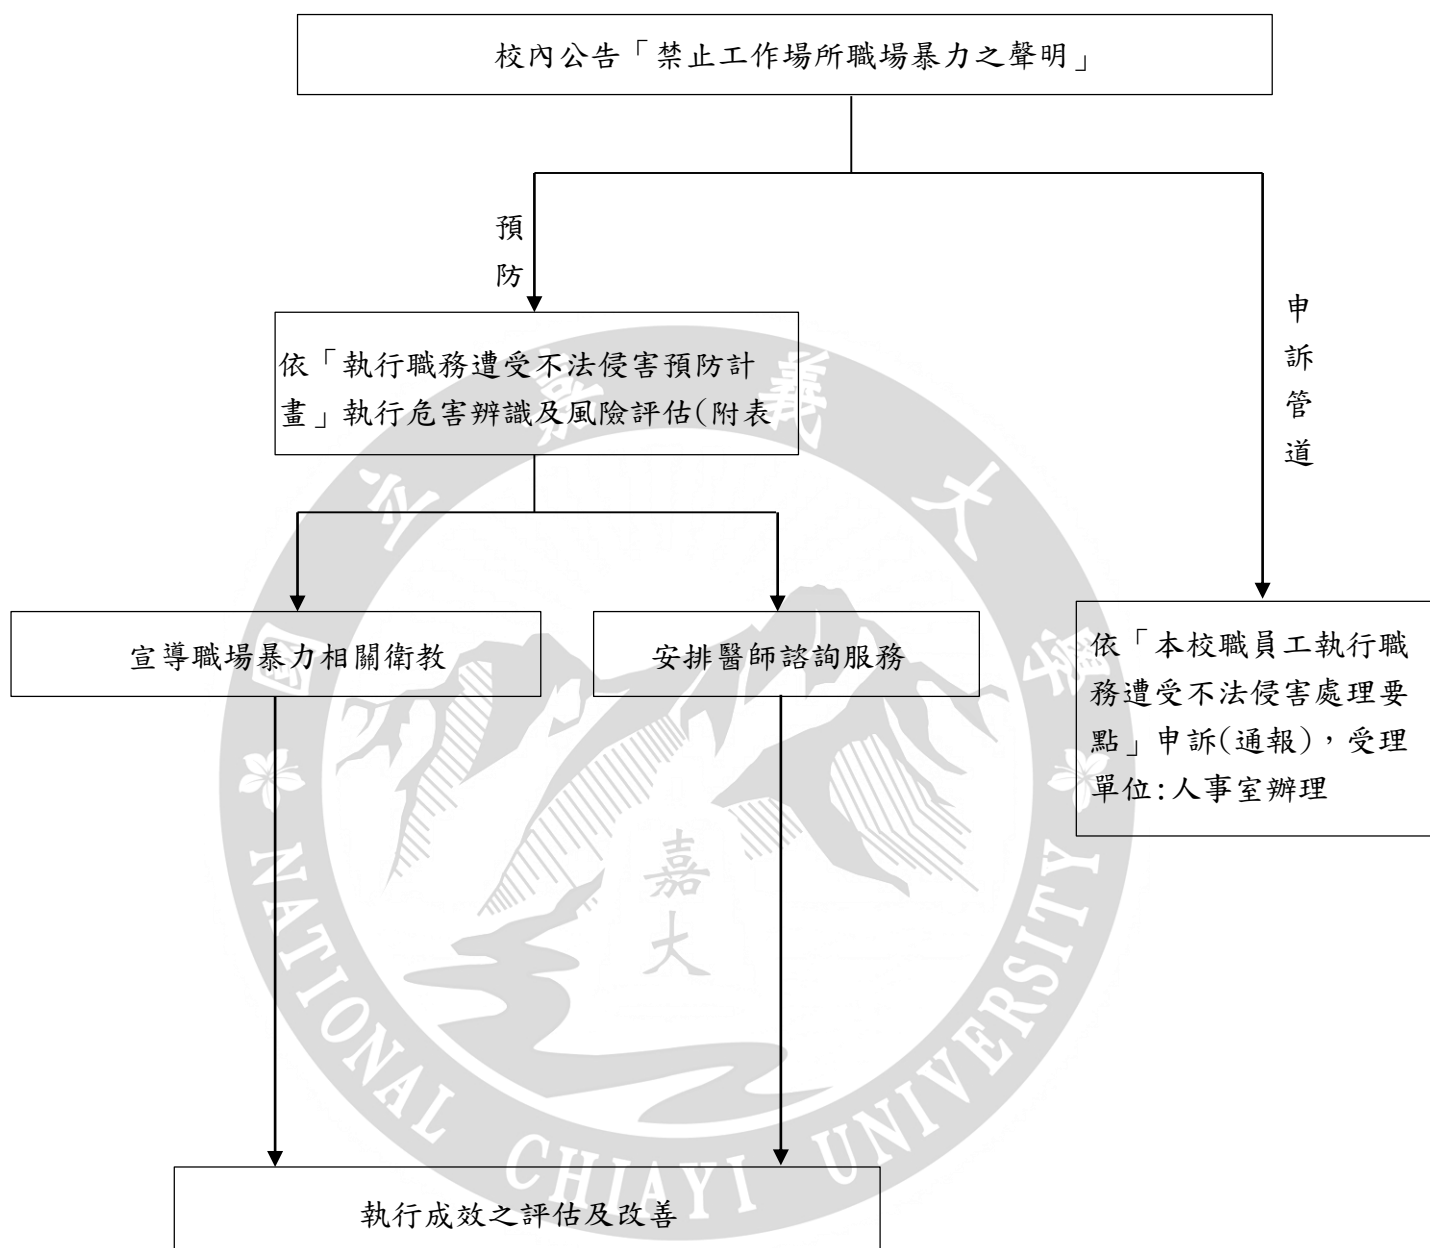 校內公告「禁止工作場所職場暴力之聲明」
預
防
申
訴
管
道
依「執行職務遭受不法侵害預防計
畫」執行危害辨識及風險評估(附表
宣導職場暴力相關衛教
安排醫師諮詢服務
依「本校職員工執行職
務遭受不法侵害處理要
點」申訴(通報)，受理
單位:人事室辦理
執行成效之評估及改善
國立嘉義大學
嘉
大
NATIONAL CHIAYI UNIVERSITY